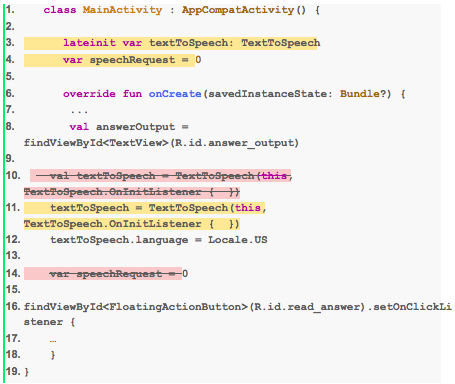 1. class MainActivity : AppCompatActivity() {
2.
3. lateinit var textToSpeech: TextToSpeech
4. var speechRequest = 0
5.
6. override fun onCreate(savedInstanceState: Bundle?) {
7. ...
8. val answerOutput =
findViewById<TextView>(R.id.answer_output)
9.
10. val textToSpeech = TextToSpeech(this,
TextToSpeech.OnInitListener { })
11. textToSpeech = TextToSpeech(this,
TextToSpeech.OnInitListener { })
12. textToSpeech.language = Locale.US
13.
14. var speechRequest = 0
15.
16.
findViewById<FloatingActionButton>(R.id.read_answer).setOnClickLi
stener {
17. …
18. }
19. }